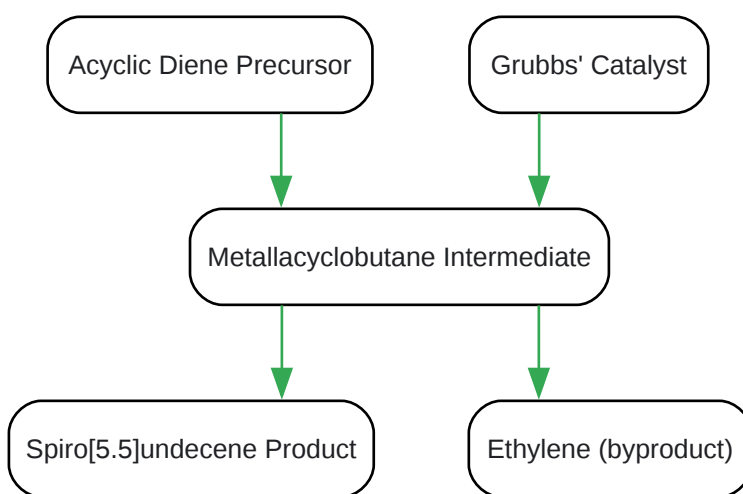 Acyclic Diene Precursor
Grubbs' Catalyst
Metallacyclobutane Intermediate
Spiro[5.5]undecene Product
Ethylene (byproduct)